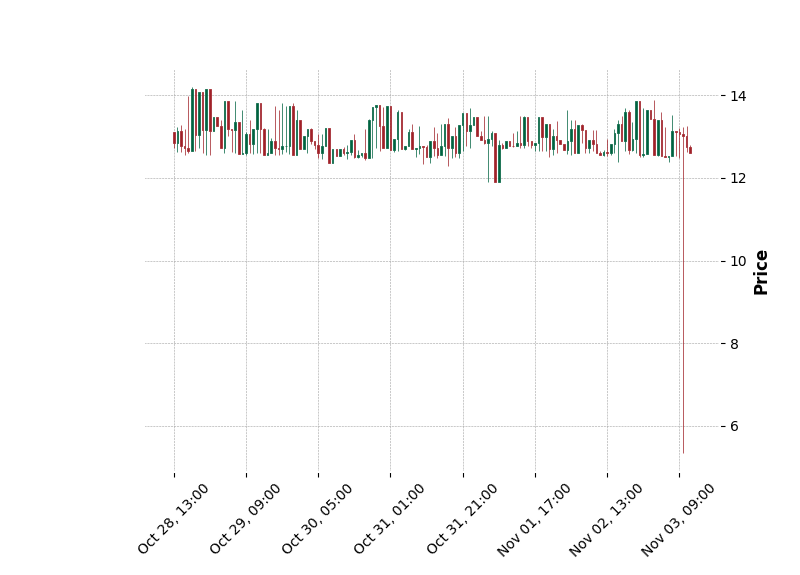 14
12
10
8
6
Price
Oct 28, 13:00
Oct 29, 09:00
Oct 30, 05:00
Oct 31, 01:00
Oct 31, 21:00
Nov 01, 17:00
Nov 02, 13:00
Nov 03, 09:00